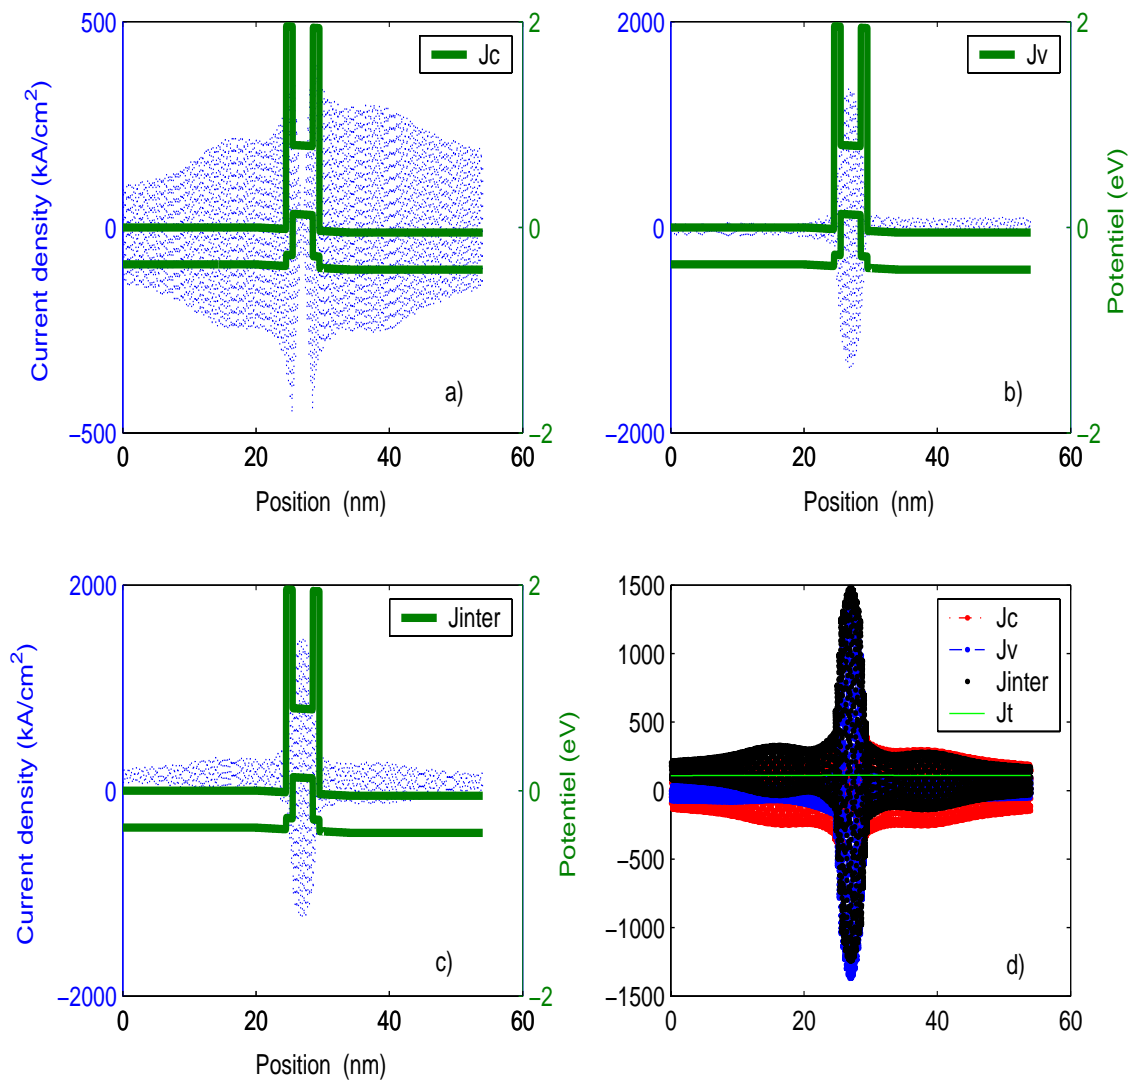 500
2
Jc
Current density (kA/cm²)
0
0
a)
−500
−2
0
20
40
60
Position (nm)
2000
2
Jv
0
0
Potentiel (eV)
b)
−2000
−2
0
20
40
60
Position (nm)
2000
2
Jinter
Current density (kA/cm²)
0
0
Potentiel (eV)
c)
−2000
−2
0
20
40
60
Position (nm)
1500
1000
500
0
−500
−1000
−1500
Jc
Jv
Jinter
Jt
d)
0
20
40
60